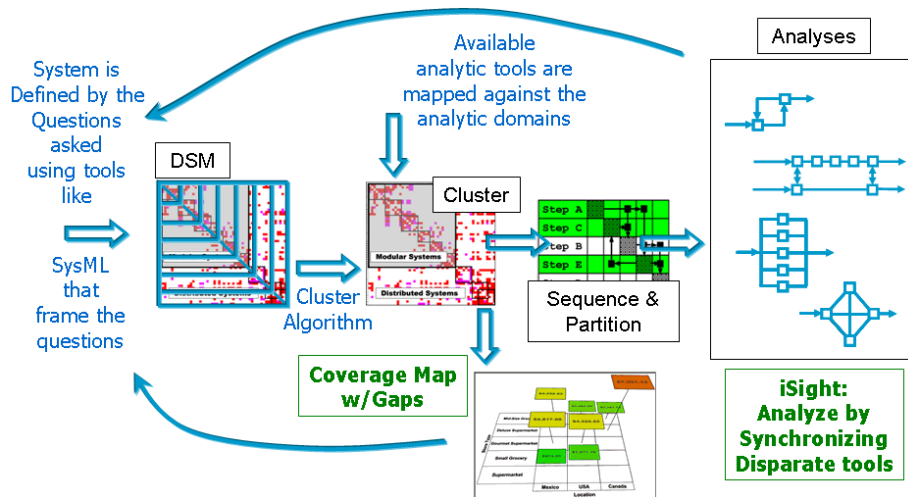 System is
Defined by the
Questions
asked
using tools
like
SysML
that
frame the
questions
DSM
Distributed Systems
Cluster
Algorithm
Available
analytic tools are
mapped against the
analytic domains
Cluster
Modular Systems
Distributed Systems
Step A
Step C
Step B
Step E
Sequence &
Partition
Analyses
Coverage Map
w/Gaps
Deluxe Supermarket
Gourmet Supermarket
Small Grocery
Supermarket
Mexico
USA
Canada
Location
iSight:
Analyze by
Synchronizing
Disparate tools